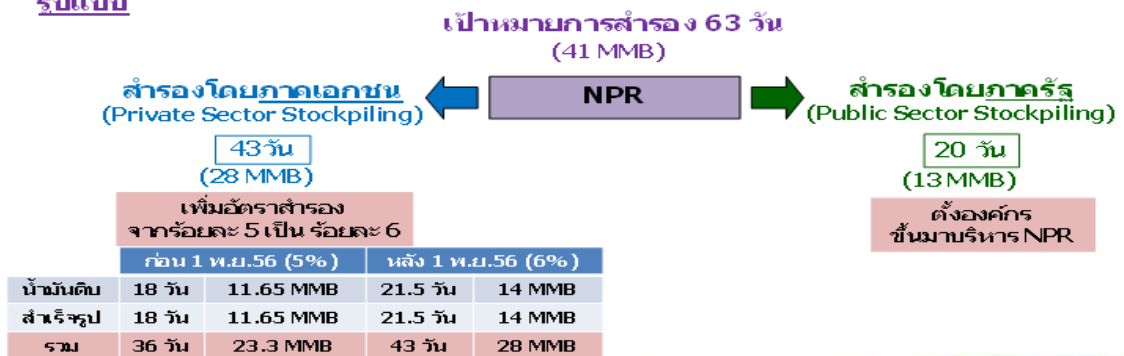 รูปแบบ
เป้าหมายการสำรอง 63 วัน
(41 MMB)
สำรองโดยภาคเอกชน
(Private Sector Stockpiling)
43วัน
(28 MMB)
เพิ่มอัตราสำรอง
จากร้อยละ 5 เป็น ร้อยละ 6
NPR
สำรองโดยภาครัฐ
(Public Sector Stockpiling)
20 วัน
(13 MMB)
ตั้งองค์กร
ขึ้นมาบริหาร NPR
ก่อน 1 พ.ย.56 (5%) หลัง 1 พ.ย.56 (6%)
น้ำมันดิบ 18 วัน 11.65 MMB 21.5 วัน 14 MMB
สำเร็จรูป 18 วัน 11.65 MMB 21.5 วัน 14 MMB
รวม 36 วัน 23.3 MMB 43 วัน 28 MMB